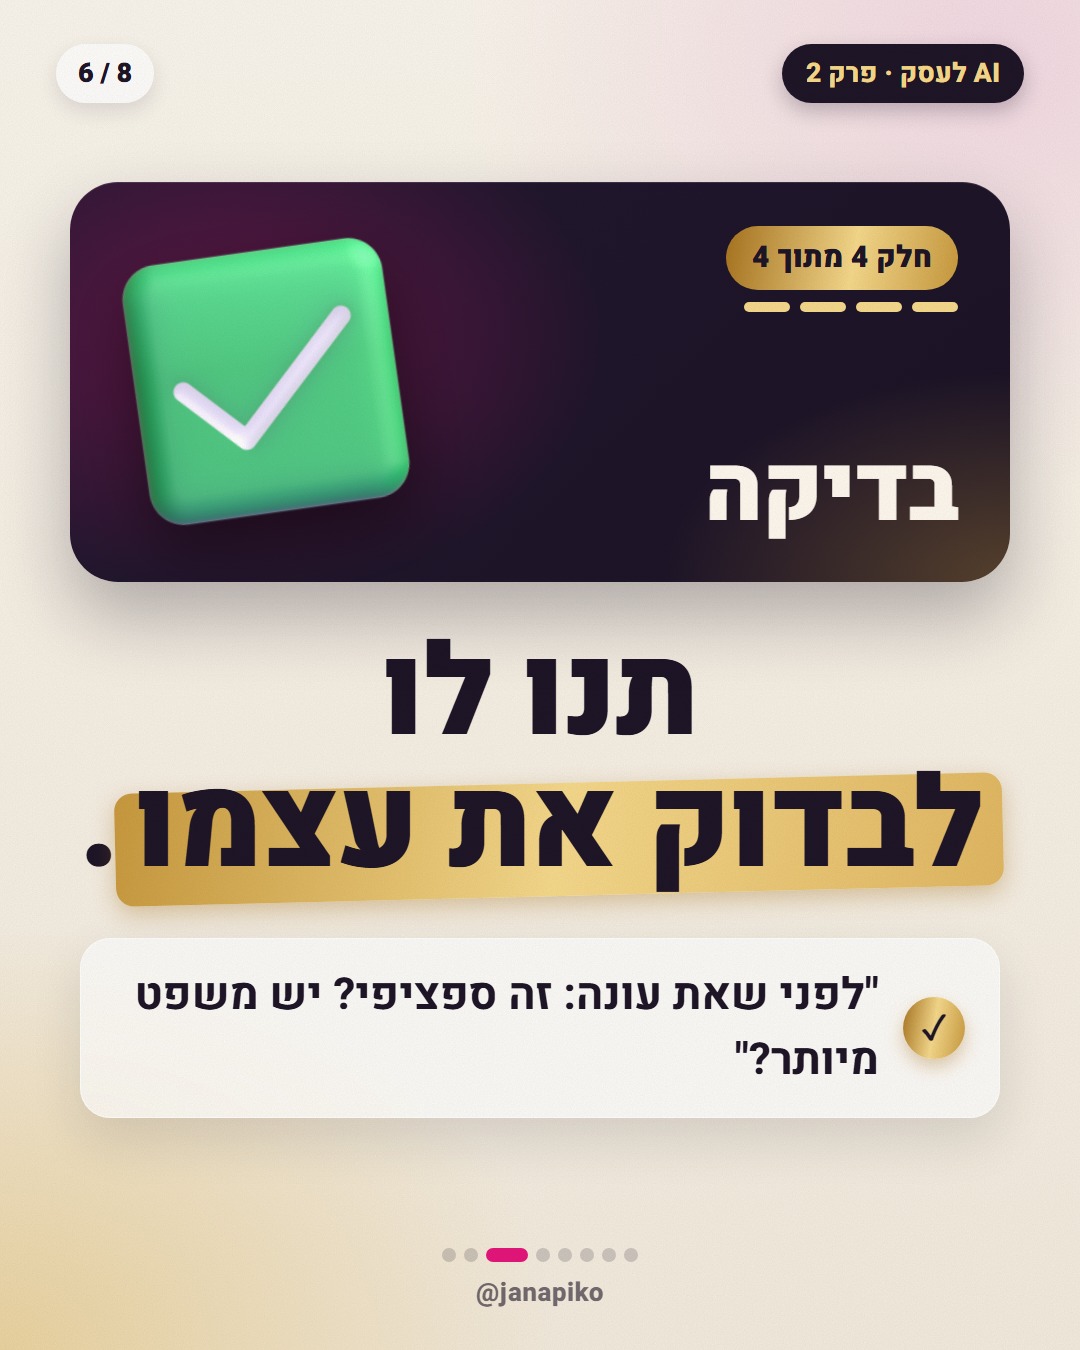 AI לעסק · פרק 2
6 / 8
חלק 4 מתוך 4
בדיקה
תנו לו
לבדוק את עצמו.
"לפני שאת עונה: זה ספציפי? יש משפט
מיותר?"
@janapiko